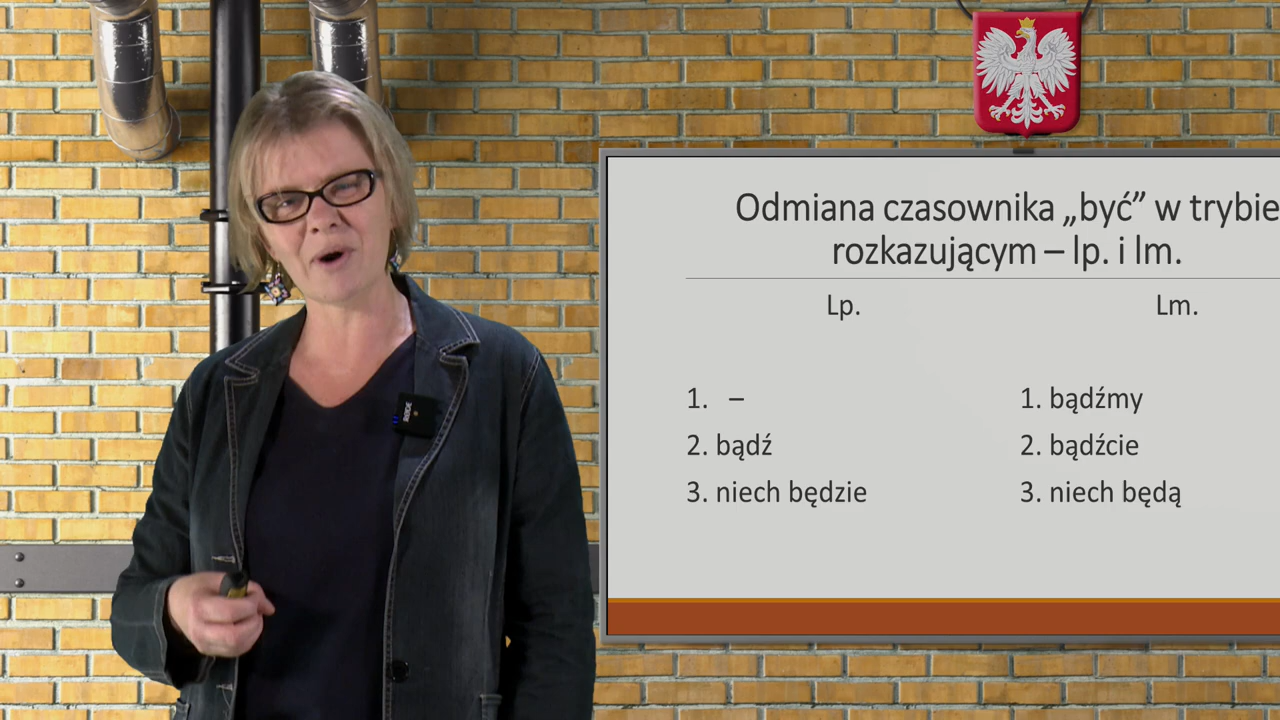 Odmiana czasownika „być” w trybie
rozkazującym – lp. i lm.
Lp.
1. –
2. bądź
3. niech będzie
Lm.
1. bądźmy
2. bądźcie
3. niech będą
RODE